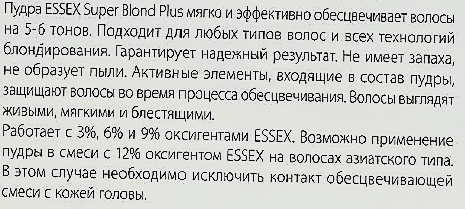 Пудра ESSEX Super Blond Plus мягко и эффективно обесцвечивает волосы
на 5-6 тонов. Подходит для любых типов волос и всех технологий
блондирования. Гарантирует надежный результат. Не имеет запаха,
не образует пыли. Активные элементы, входящие в состав пудры,
защищают волосы во время процесса обесцвечивания. Волосы выглядят
живыми, мягкими и блестящими.
Работает с 3%, 6% и 9% оксигентами ESSEX. Возможно применение
пудры в смеси с 12% оксигентом ESSEX на волосах азиатского типа.
В этом случае необходимо исключить контакт обесцвечивающей
смеси с кожей головы.